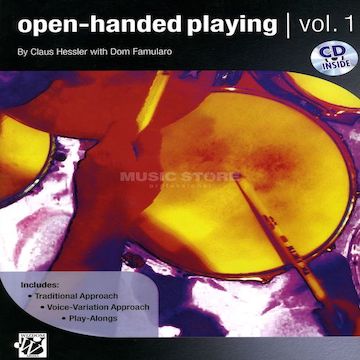 open-handed playing | vol. 1
By Claus Hessler with Dom Famularo
CD
INSIDE
MUSIC STORE
professional
Includes:
• Traditional Approach
• Voice-Variation Approach
• Play-Alongs